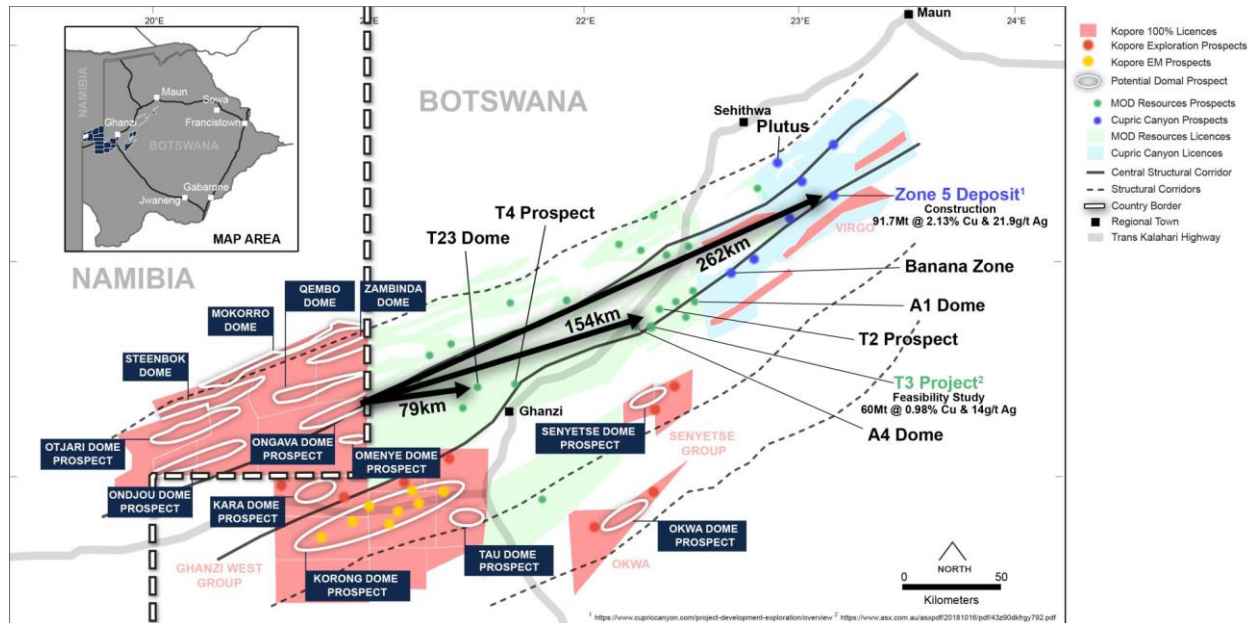 20°E
22°E
23°E
24°E
Maun
NAMIBIA
Maun
Sowa
Ghanzi
Francistown
BOTSWANA
Gabarone
Jwaneng
MAP AREA
BOTSWANA
Sehithwa
Plutus
Zone 5 Deposit¹
Construction
91.7Mt @ 2.13% Cu & 21.9g/t Ag
VIRGO
T4 Prospect
T23 Dome
262km
Banana Zone
NAMIBIA
QEMBO
DOME
ZAMBINDA
DOME
MOKORRO
DOME
154km
A1 Dome
STEENBOK
DOME
T2 Prospect
T3 Project²
Feasibility Study
60Mt @ 0.98% Cu & 14g/t Ag
79km
Ghanzi
A4 Dome
SENYETSE DOME
PROSPECT
SENYETSE
GROUP
OTJARI DOME
PROSPECT
ONGAVA DOME
PROSPECT
OMENYE DOME
PROSPECT
ONDJOU DOME
PROSPECT
KARA DOME
PROSPECT
OKWA DOME
PROSPECT
TAU DOME
PROSPECT
GHANZI WEST
GROUP
OKWA
KORONG DOME
PROSPECT
NORTH
0
50
Kilometers
¹ https://www.cupriccanyon.com/project-development-exploration/overview ² https://www.asx.com.au/asxpdf/20181016/pdf/43z90dkfrgy792.pdf
Kopore 100% Licences
Kopore Exploration Prospects
Kopore EM Prospects
Potential Domal Prospect
MOD Resources Prospects
Cupric Canyon Prospects
MOD Resources Licences
Cupric Canyon Licences
Central Structural Corridor
Structural Corridors
Country Border
Regional Town
Trans Kalahari Highway